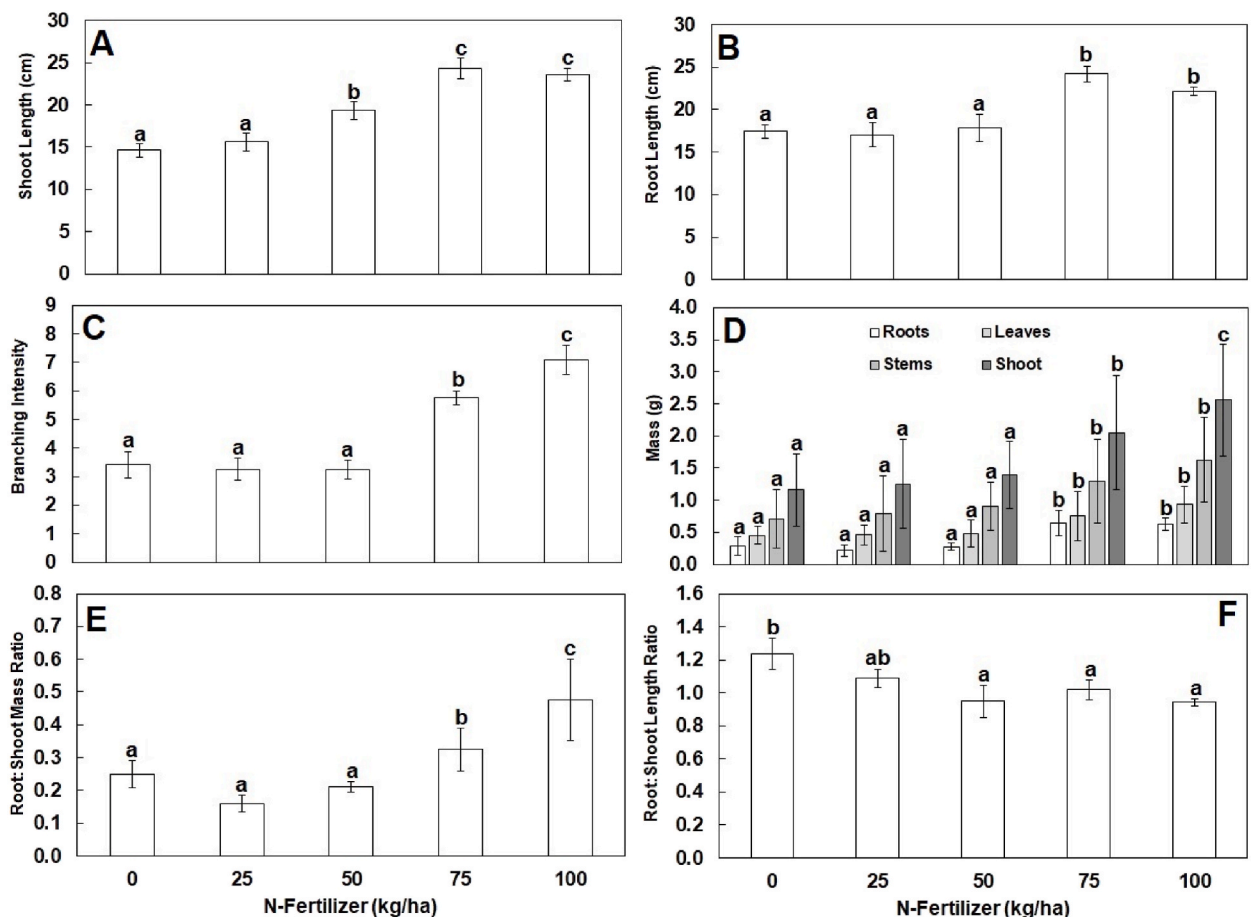 A
Shoot Length (cm)
30
25
20
15
10
5
0
a
a
b
c
c
B
Root Length (cm)
30
25
20
15
10
5
0
a
a
a
b
b
C
Branching Intensity
9
8
7
6
5
4
3
2
1
0
a
a
a
b
c
D
Mass (g)
4.0
3.5
3.0
2.5
2.0
1.5
1.0
0.5
0.0
Roots
Leaves
Stems
Shoot
a a a a
a a a a
a a a a
b b b b
b b b c
E
Root: Shoot Mass Ratio
0.8
0.7
0.6
0.5
0.4
0.3
0.2
0.1
0.0
a
a
a
b
c
0 25 50 75 100
N-Fertilizer (kg/ha)
F
Root: Shoot Length Ratio
1.6
1.4
1.2
1.0
0.8
0.6
0.4
0.2
0.0
b
ab
a
a
a
0 25 50 75 100
N-Fertilizer (kg/ha)